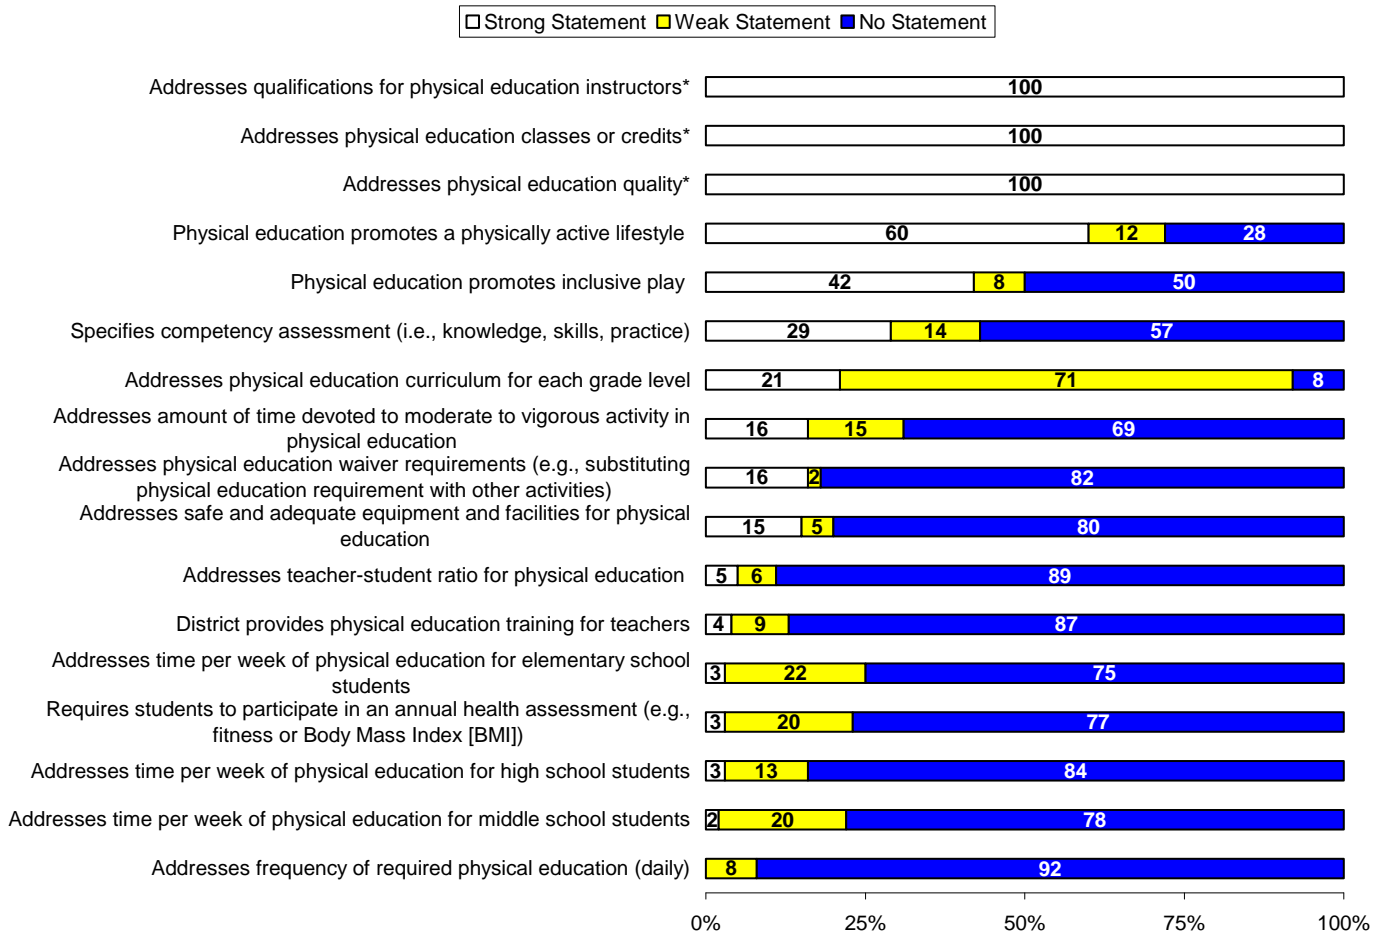 Strong Statement Weak Statement No Statement
Addresses qualifications for physical education instructors* 100
Addresses physical education classes or credits* 100
Addresses physical education quality* 100
Physical education promotes a physically active lifestyle 60 12 28
Physical education promotes inclusive play 42 8 50
Specifies competency assessment (i.e., knowledge, skills, practice) 29 14 57
Addresses physical education curriculum for each grade level 21 71 8
Addresses amount of time devoted to moderate to vigorous activity in
physical education 16 15 69
Addresses physical education waiver requirements (e.g., substituting
physical education requirement with other activities) 16 2 82
Addresses safe and adequate equipment and facilities for physical
education 15 5 80
Addresses teacher-student ratio for physical education 5 6 89
District provides physical education training for teachers 4 9 87
Addresses time per week of physical education for elementary school
students 3 22 75
Requires students to participate in an annual health assessment (e.g.,
fitness or Body Mass Index [BMI]) 3 20 77
Addresses time per week of physical education for high school students 3 13 84
Addresses time per week of physical education for middle school students 2 20 78
Addresses frequency of required physical education (daily) 8 92
0% 25% 50% 75% 100%